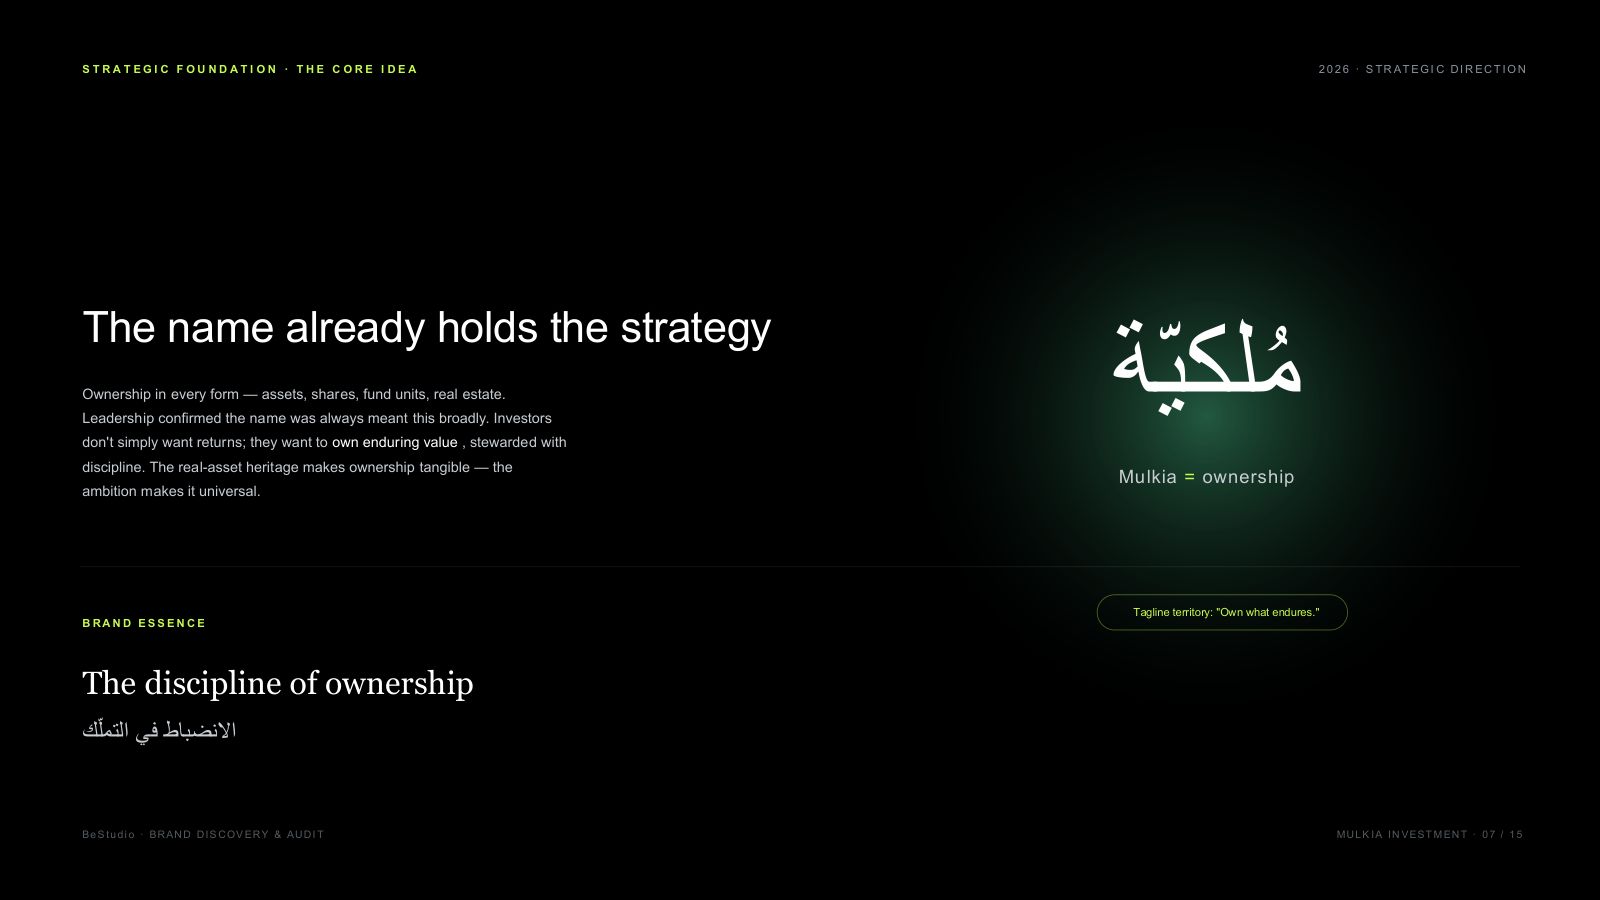 STRATEGIC FOUNDATION · THE CORE IDEA
2026 · STRATEGIC DIRECTION
The name already holds the strategy
Ownership in every form — assets, shares, fund units, real estate.
Leadership confirmed the name was always meant this broadly. Investors
don't simply want returns; they want to own enduring value , stewarded with
discipline. The real-asset heritage makes ownership tangible — the
ambition makes it universal.
مُلكيّة
Mulkia = ownership
Tagline territory: "Own what endures."
BRAND ESSENCE
The discipline of ownership
الانضباط في التملّك
BeStudio · BRAND DISCOVERY & AUDIT
MULKIA INVESTMENT · 07 / 15